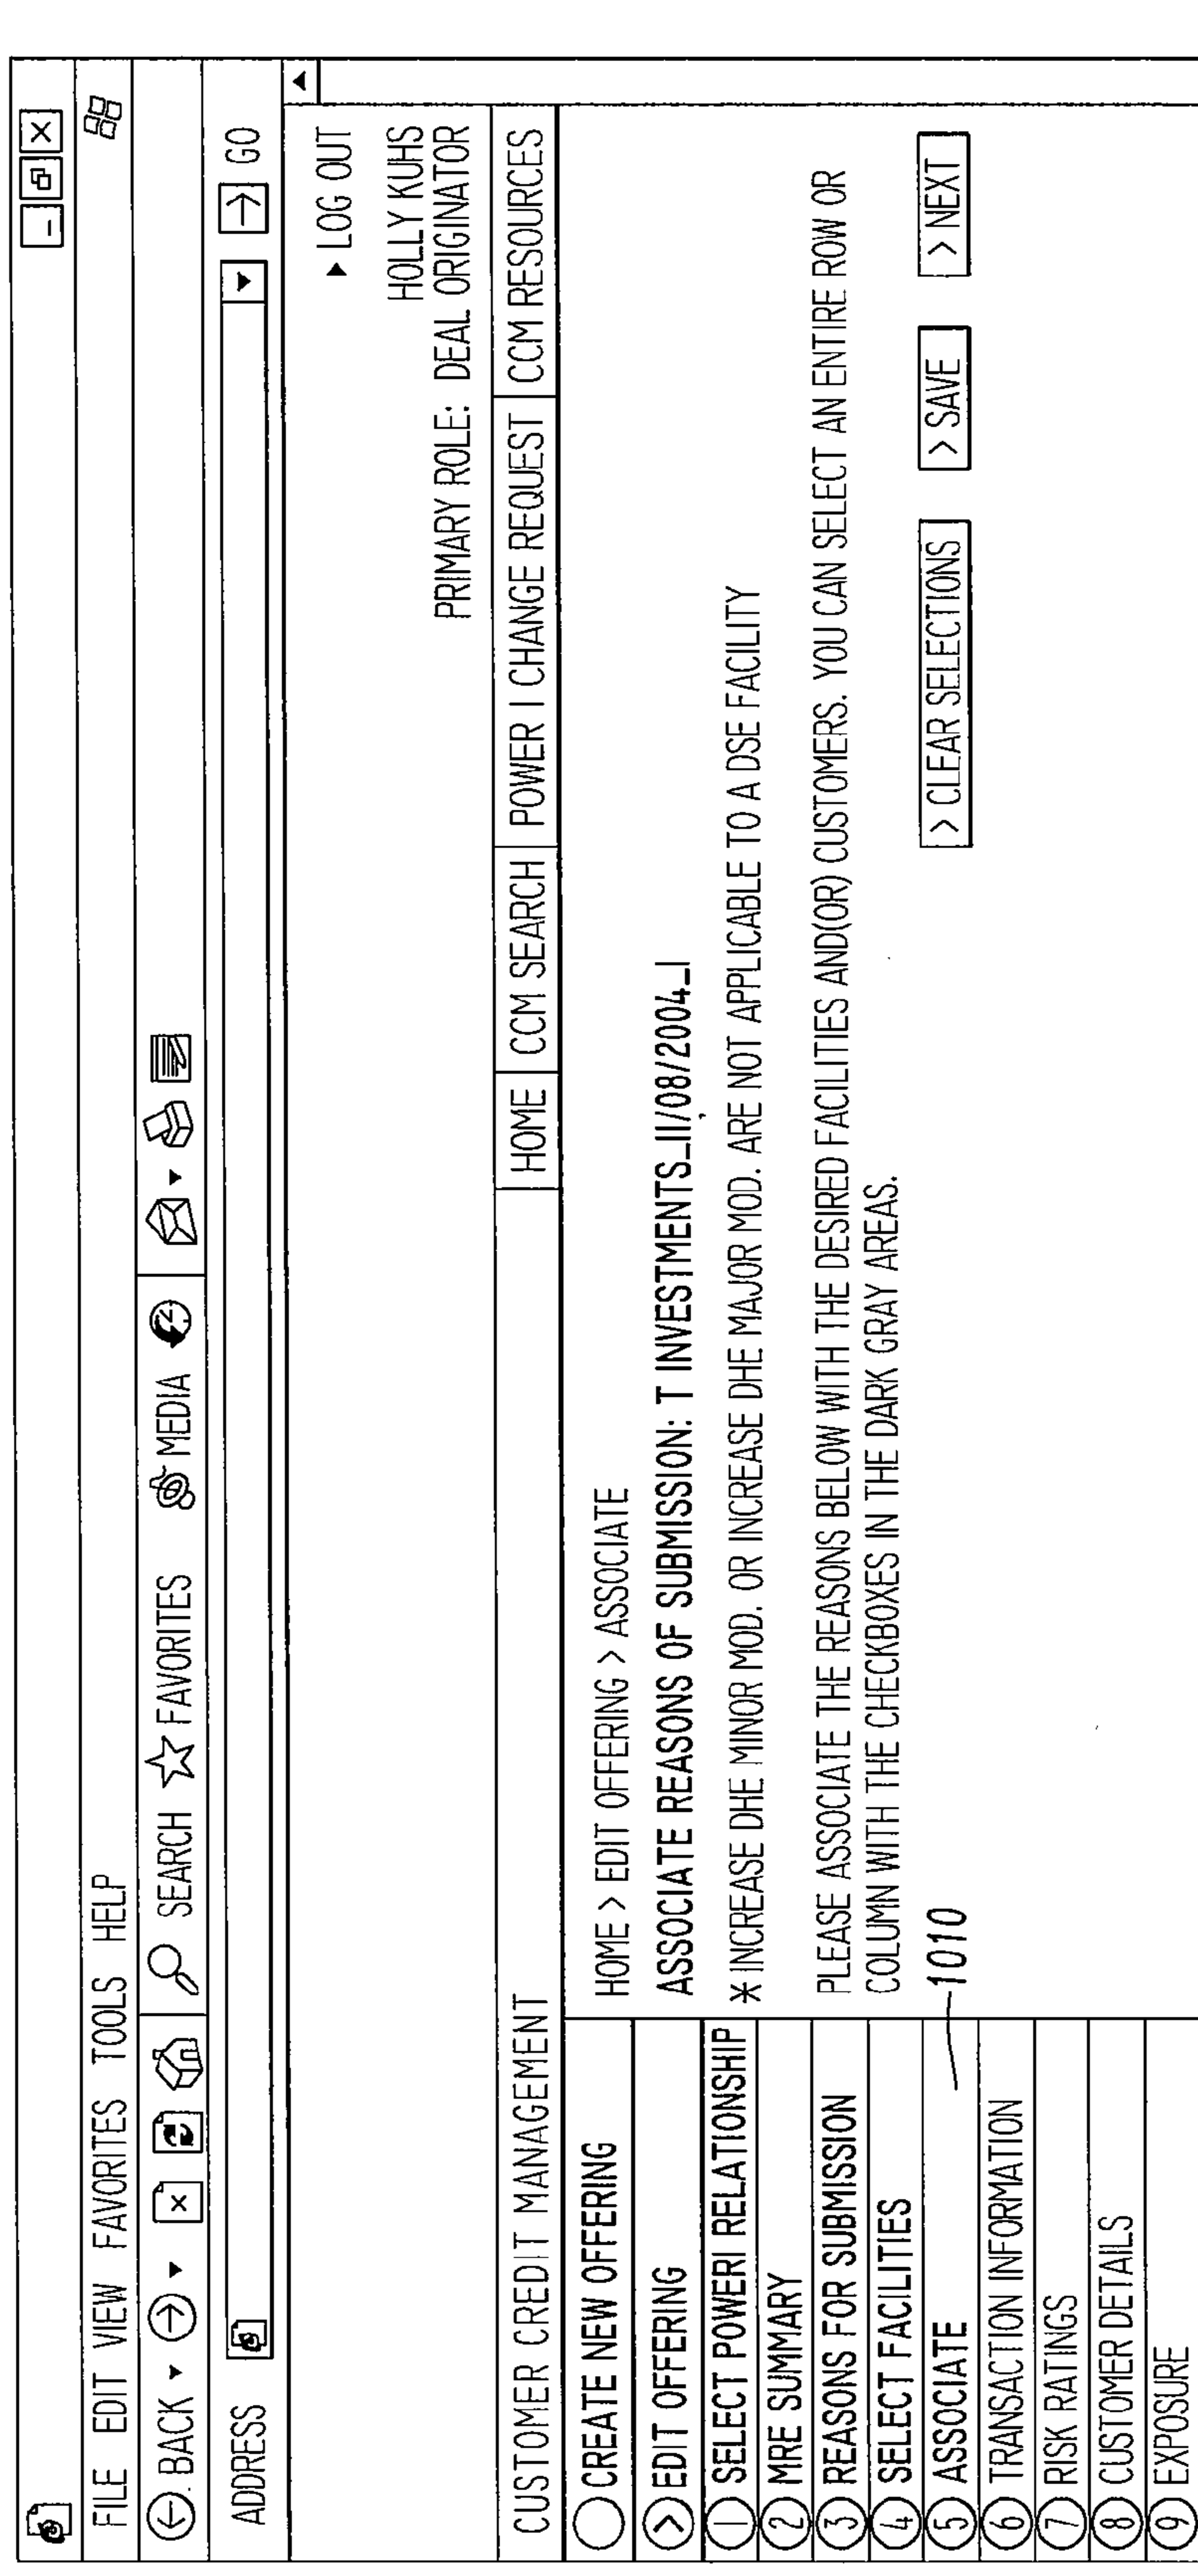 FILE EDIT VIEW FAVORITES TOOLS HELP
BACK SEARCH FAVORITES MEDIA
ADDRESS GO
LOG OUT
HOLLY KUHS
PRIMARY ROLE: DEAL ORIGINATOR
CUSTOMER CREDIT MANAGEMENT HOME CCM SEARCH POWER I CHANGE REQUEST CCM RESOURCES
CREATE NEW OFFERING
> EDIT OFFERING
1 SELECT POWERI RELATIONSHIP
2 MRE SUMMARY
3 REASONS FOR SUBMISSION
4 SELECT FACILITIES
5 ASSOCIATE
6 TRANSACTION INFORMATION
7 RISK RATINGS
8 CUSTOMER DETAILS
9 EXPOSURE
HOME > EDIT OFFERING > ASSOCIATE
ASSOCIATE REASONS OF SUBMISSION: T INVESTMENTS_11/08/2004_1
* INCREASE DHE MINOR MOD. OR INCREASE DHE MAJOR MOD. ARE NOT APPLICABLE TO A DSE FACILITY
PLEASE ASSOCIATE THE REASONS BELOW WITH THE DESIRED FACILITIES AND(OR) CUSTOMERS. YOU CAN SELECT AN ENTIRE ROW OR
COLUMN WITH THE CHECKBOXES IN THE DARK GRAY AREAS.
1010
> CLEAR SELECTIONS > SAVE > NEXT